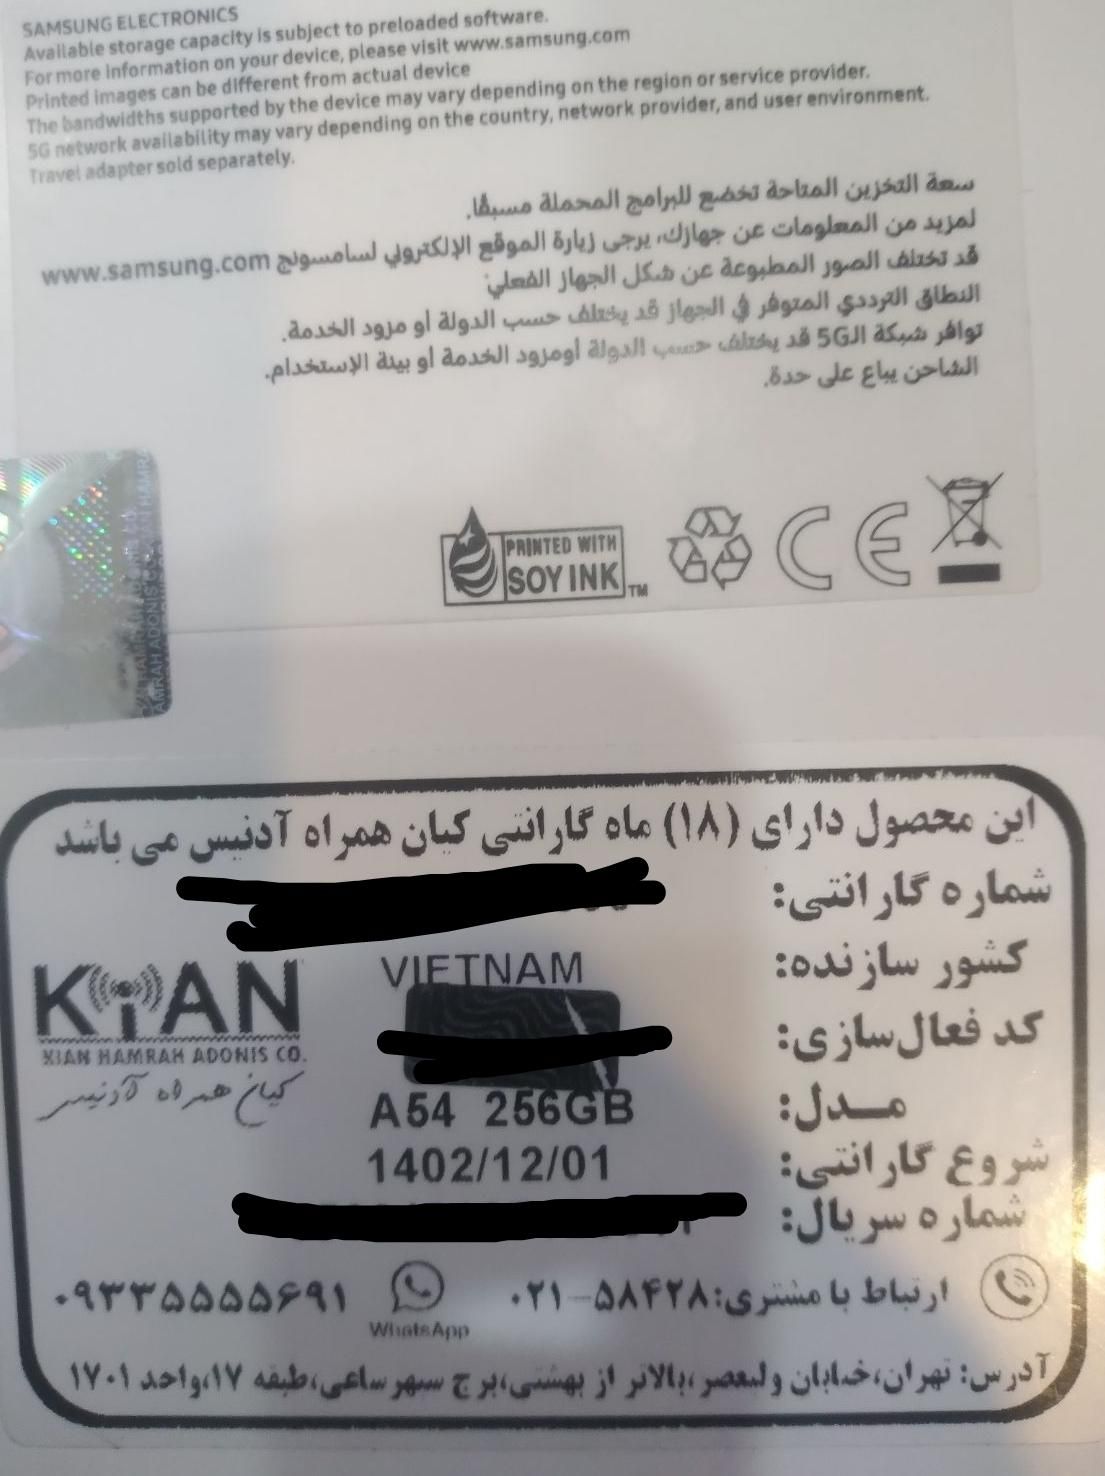 SAMSUNG ELECTRONICS
Available storage capacity is subject to preloaded software.
For more information on your device, please visit www.samsung.com
Printed images can be different from actual device
The bandwidths supported by the device may vary depending on the region or service provider.
5G network availability may vary depending on the country, network provider, and user environment.
Travel adapter sold separately.
سعة التخزين المتاحة تخضع للبرامج المحملة مسبقًا.
لمزيد من المعلومات عن جهازك، يرجى زيارة الموقع الإلكتروني لسامسونج www.samsung.com
قد تختلف الصور المطبوعة عن شكل الجهاز الفعلي
النطاق الترددي المتوفر في الجهاز قد يختلف حسب الدولة أو مزود الخدمة.
توافر شبكة الـ5G قد يختلف حسب الدولة أومزود الخدمة أو بيئة الإستخدام.
الشاحن يباع على حدة.
PRINTED WITH
SOY INK™
CE
HAMRAH ADONIS
این محصول دارای (۱۸) ماه گارانتی کیان همراه آدنیس می باشد
شماره گارانتی:
کشور سازنده: VIETNAM
کد فعال‌سازی:
مـدل: A54 256GB
شروع گارانتی: 1402/12/01
شماره سریال:
KIAN
KIAN HAMRAH ADONIS CO.
کیان همراه آدنیس
ارتباط با مشتری: ۰۲۱-۵۸۴۲۸
WhatsApp
۰۹۳۳۵۵۵۵۶۹۱
آدرس: تهران،خیابان ولیعصر،بالاتر از بهشتی،برج سپهرساعی،طبقه ۱۷،واحد ۱۷۰۱